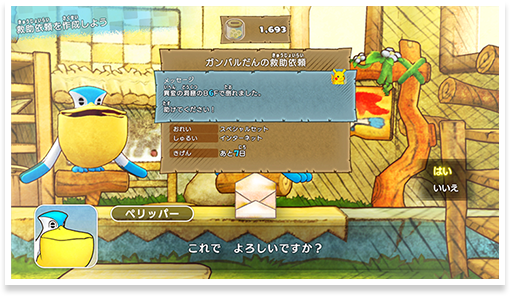 救助依頼を作成しよう
1,693
ガンバルだんの救助依頼
メッセージ
異変の洞窟のB6Fで倒れました。
助けてください！
おれい スペシャルセット
しゅるい インターネット
きげん あと7日
はい
いいえ
ペリッパー
これで よろしいですか？